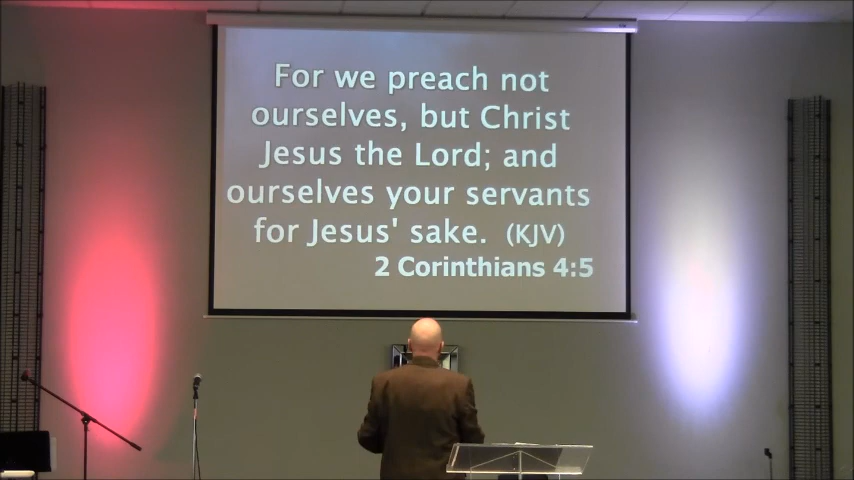 For we preach not
ourselves, but Christ
Jesus the Lord; and
ourselves your servants
for Jesus' sake. (KJV)
2 Corinthians 4:5